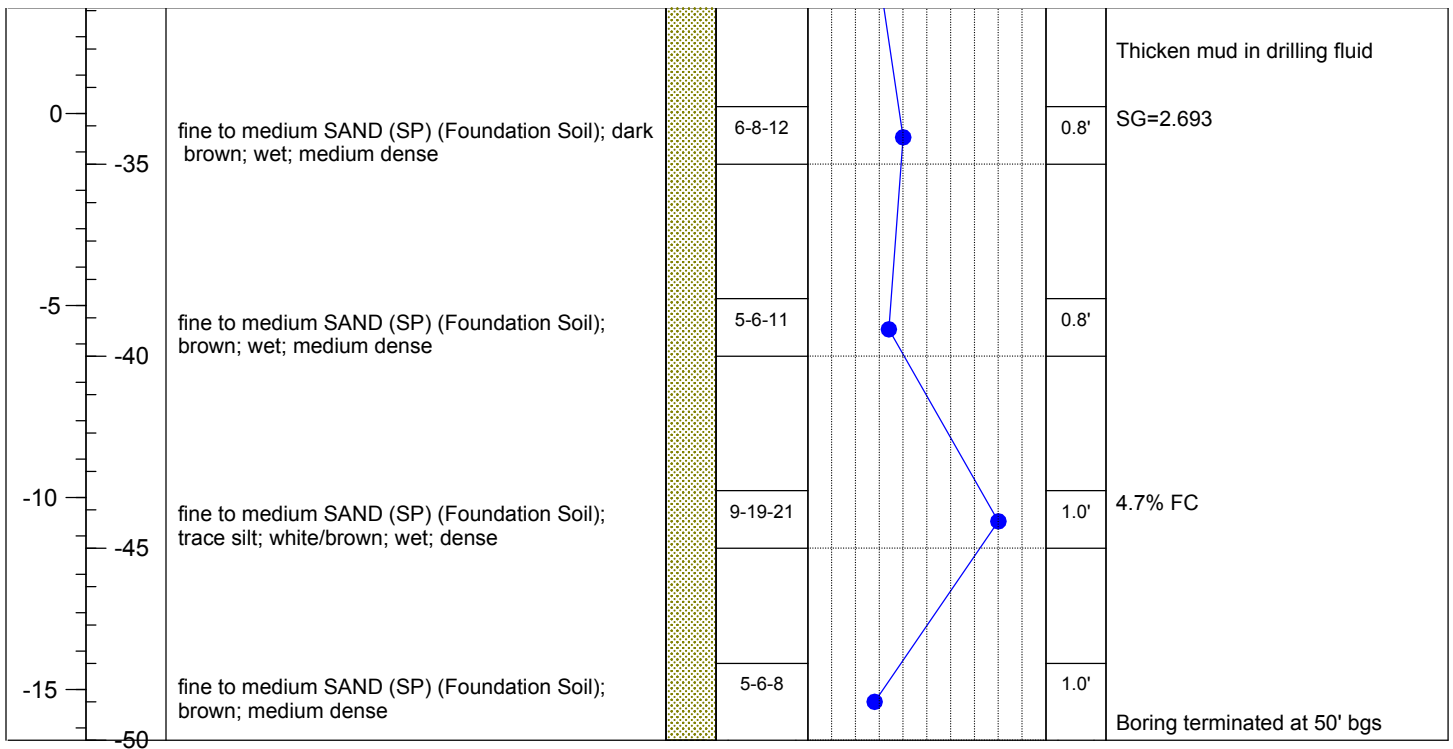 Thicken mud in drilling fluid
0
fine to medium SAND (SP) (Foundation Soil); dark
brown; wet; medium dense
6-8-12
0.8'
SG=2.693
-35
-5
fine to medium SAND (SP) (Foundation Soil);
brown; wet; medium dense
5-6-11
0.8'
-40
-10
fine to medium SAND (SP) (Foundation Soil);
trace silt; white/brown; wet; dense
9-19-21
1.0'
4.7% FC
-45
-15
fine to medium SAND (SP) (Foundation Soil);
brown; medium dense
5-6-8
1.0'
Boring terminated at 50' bgs
-50